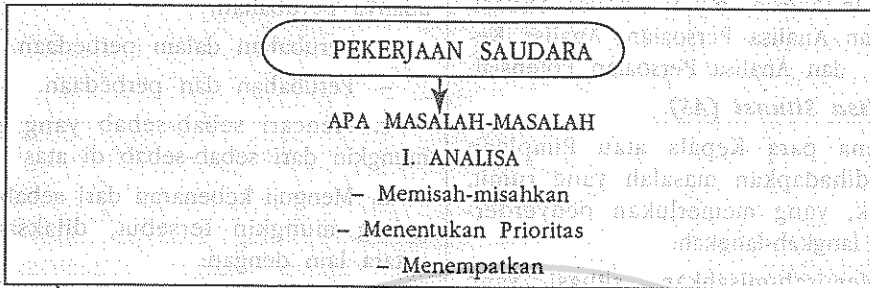 PEKERJAAN SAUDARA
APA MASALAH-MASALAH
I ANALISA
– Memisah-misahkan
– Menentukan Prioritas
– Menempatkan